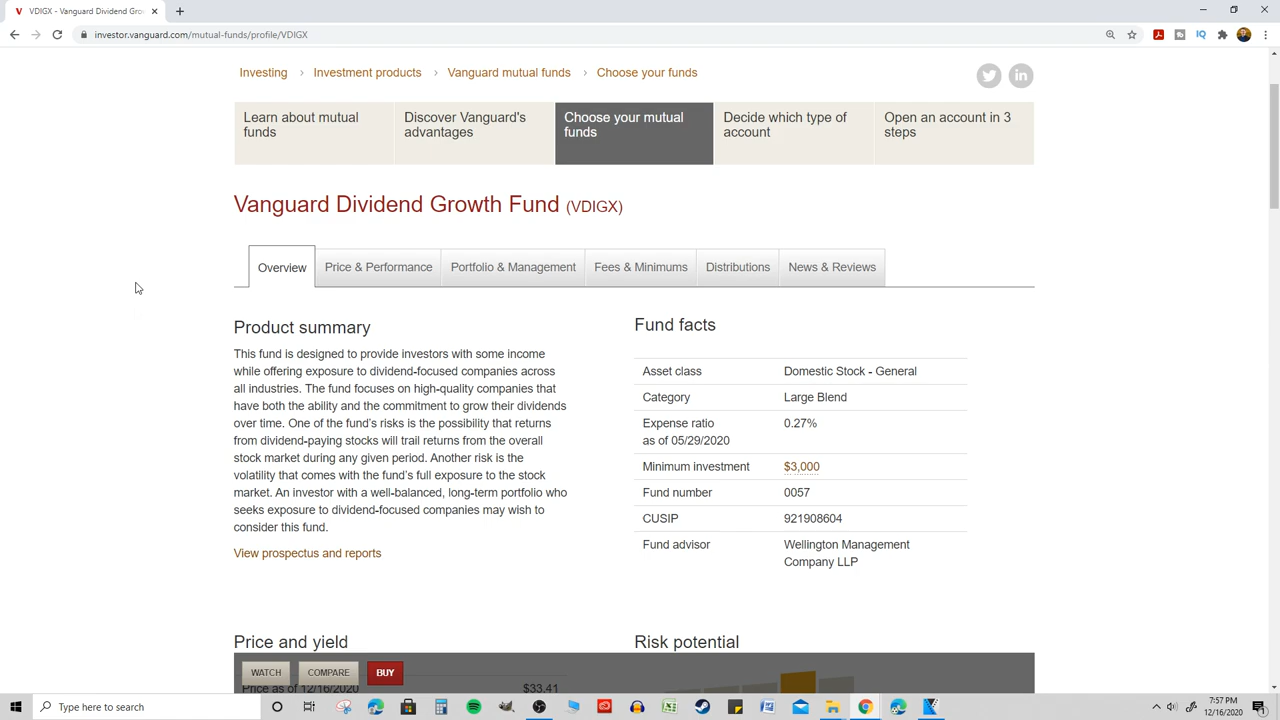 VDIGX - Vanguard Dividend Gro
investor.vanguard.com/mutual-funds/profile/VDIGX
IQ
Investing › Investment products › Vanguard mutual funds › Choose your funds
in
Learn about mutual
funds
Discover Vanguard's
advantages
Choose your mutual
funds
Decide which type of
account
Open an account in 3
steps
Vanguard Dividend Growth Fund (VDIGX)
Overview
Price & Performance
Portfolio & Management
Fees & Minimums
Distributions
News & Reviews
Product summary
This fund is designed to provide investors with some income
while offering exposure to dividend-focused companies across
all industries. The fund focuses on high-quality companies that
have both the ability and the commitment to grow their dividends
over time. One of the fund's risks is the possibility that returns
from dividend-paying stocks will trail returns from the overall
stock market during any given period. Another risk is the
volatility that comes with the fund's full exposure to the stock
market. An investor with a well-balanced, long-term portfolio who
seeks exposure to dividend-focused companies may wish to
consider this fund.
View prospectus and reports
Fund facts
Asset class Domestic Stock - General
Category Large Blend
Expense ratio 0.27%
as of 05/29/2020
Minimum investment $3,000
Fund number 0057
CUSIP 921908604
Fund advisor Wellington Management
Company LLP
Price and yield
Risk potential
WATCH
COMPARE
BUY
Price as of 12/16/2020 $33.41
Type here to search
7:57 PM
12/16/2020